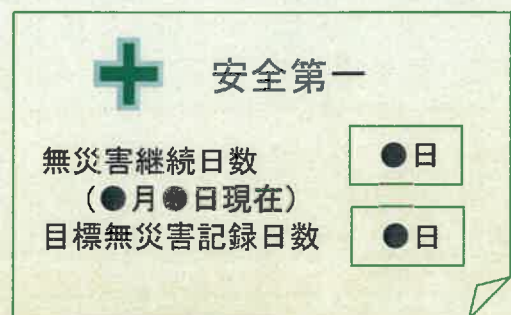 安全第一
無災害継続日数 ●日
（●月●日現在）
目標無災害記録日数 ●日